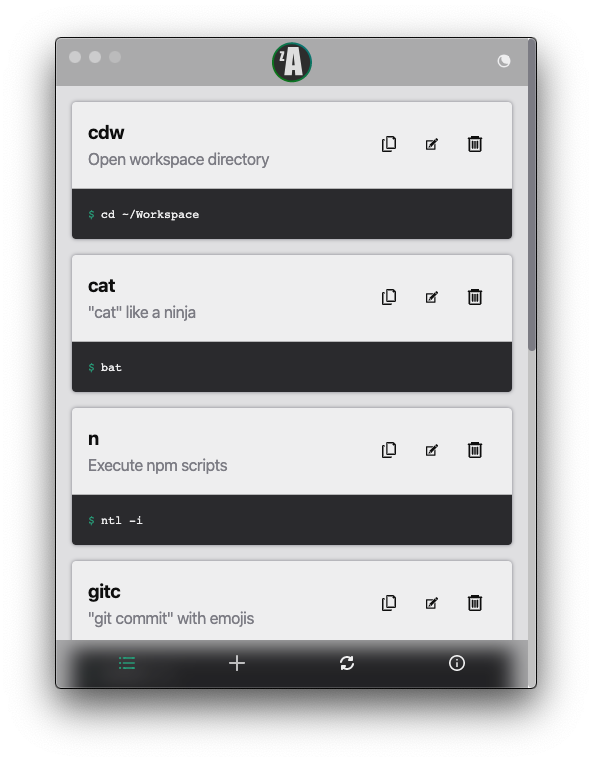 zA
cdw
Open workspace directory
$ cd ~/Workspace
cat
"cat" like a ninja
$ bat
n
Execute npm scripts
$ ntl -i
gitc
"git commit" with emojis